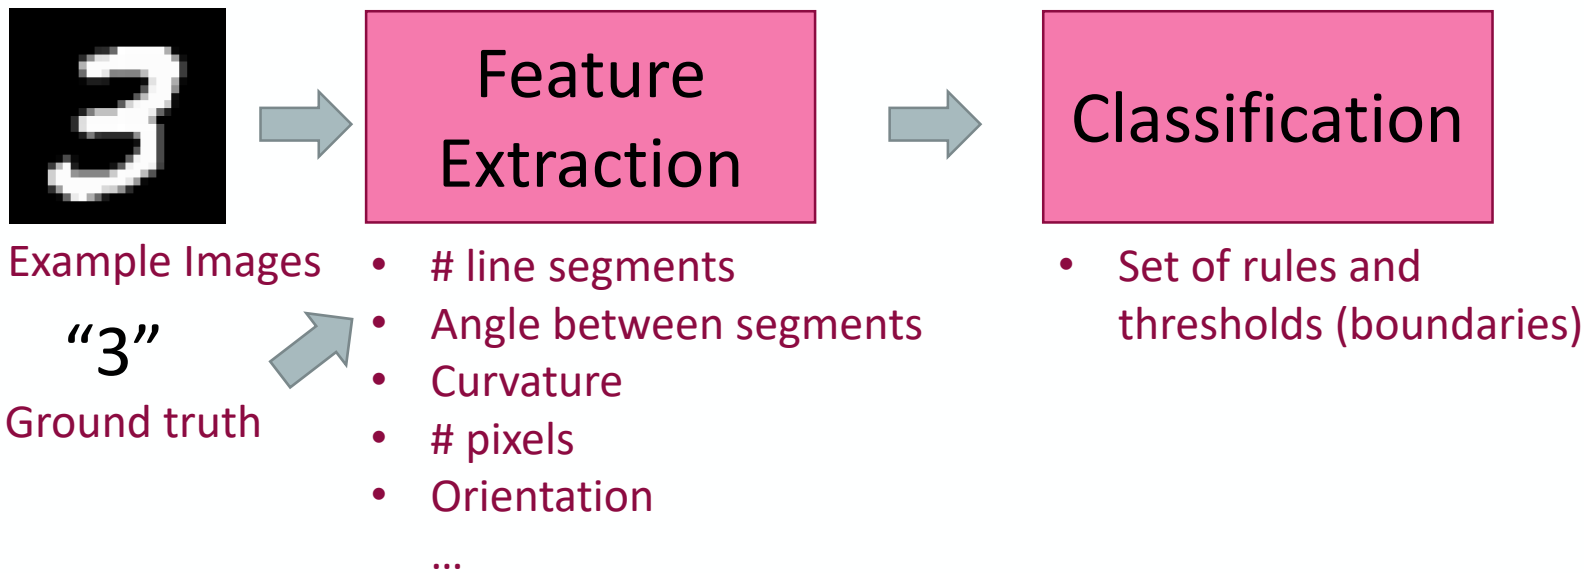 Feature
Extraction
Classification
Example Images
“3”
Ground truth
• # line segments
• Angle between segments
• Curvature
• # pixels
• Orientation
…
• Set of rules and
thresholds (boundaries)